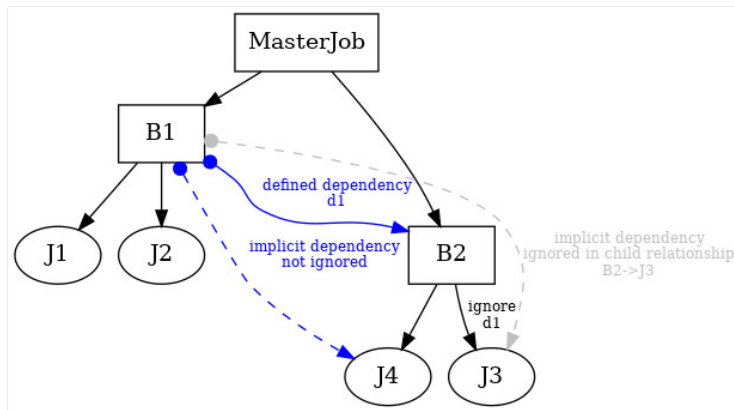 MasterJob
B1
defined dependency
d1
implicit dependency
not ignored
implicit dependency
ignored in child relationship
B2->J3
J1
J2
B2
ignore
d1
J4
J3